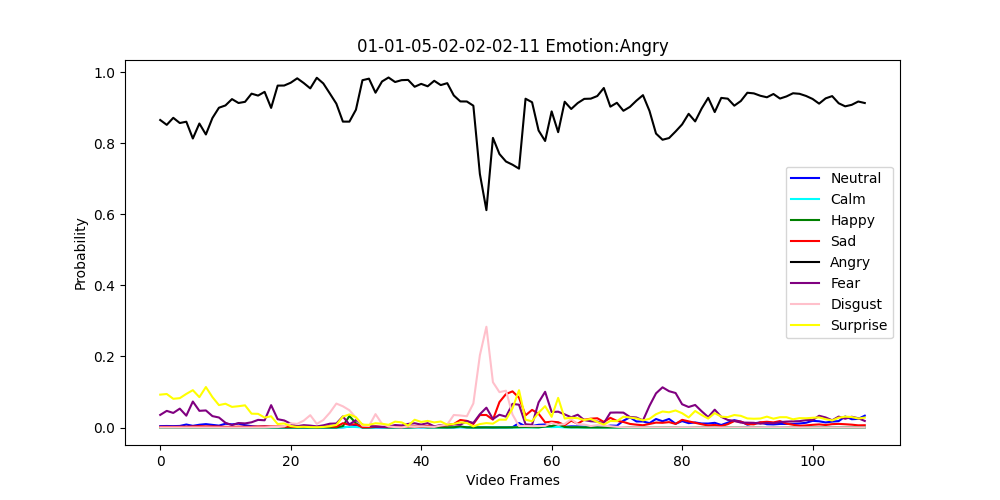 01-01-05-02-02-02-11 Emotion:Angry
Probability
1.0
0.8
0.6
0.4
0.2
0.0
Neutral
Calm
Happy
Sad
Angry
Fear
Disgust
Surprise
0 20 40 60 80 100
Video Frames